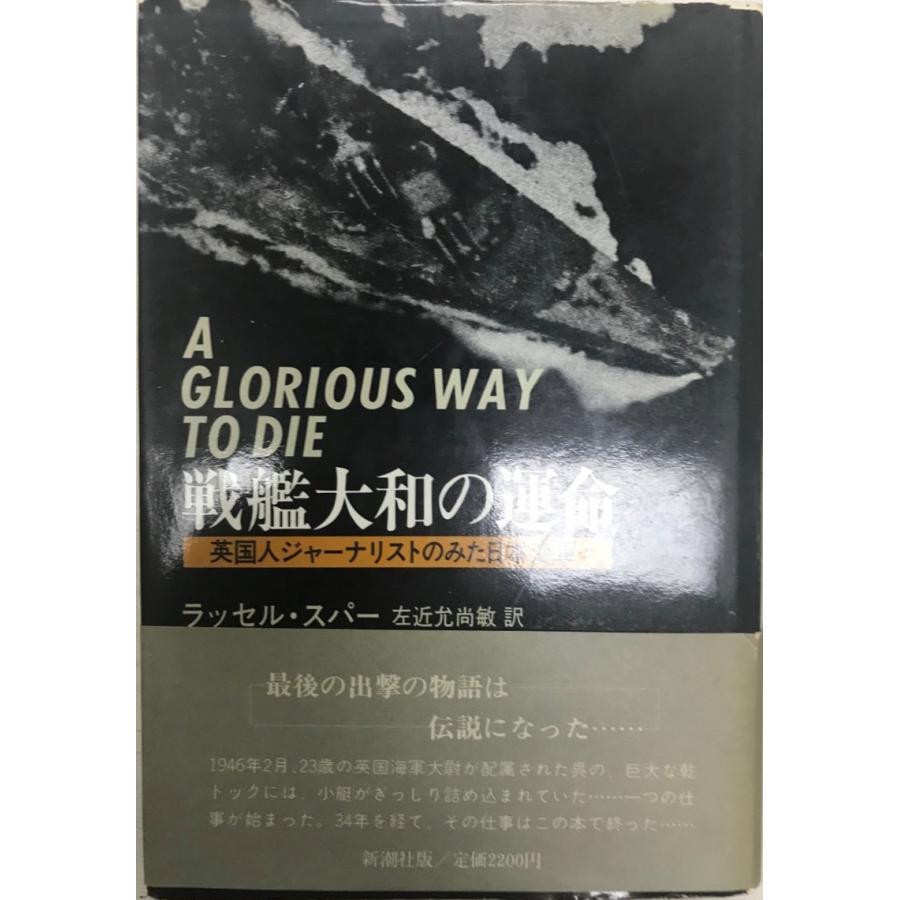 A
GLORIOUS WAY
TO DIE
戦艦大和の運命
英国人ジャーナリストのみた日本
ラッセル・スパー 左近允尚敏 訳
最後の出撃の物語は
伝説になった……
1946年2月、23歳の英国海軍大尉が配属された呉の、巨大な乾
ドックには、小艇がぎっしり詰め込まれていた……一つの仕
事が始まった。34年を経て、その仕事はこの本で終った……
新潮社版／定価2200円